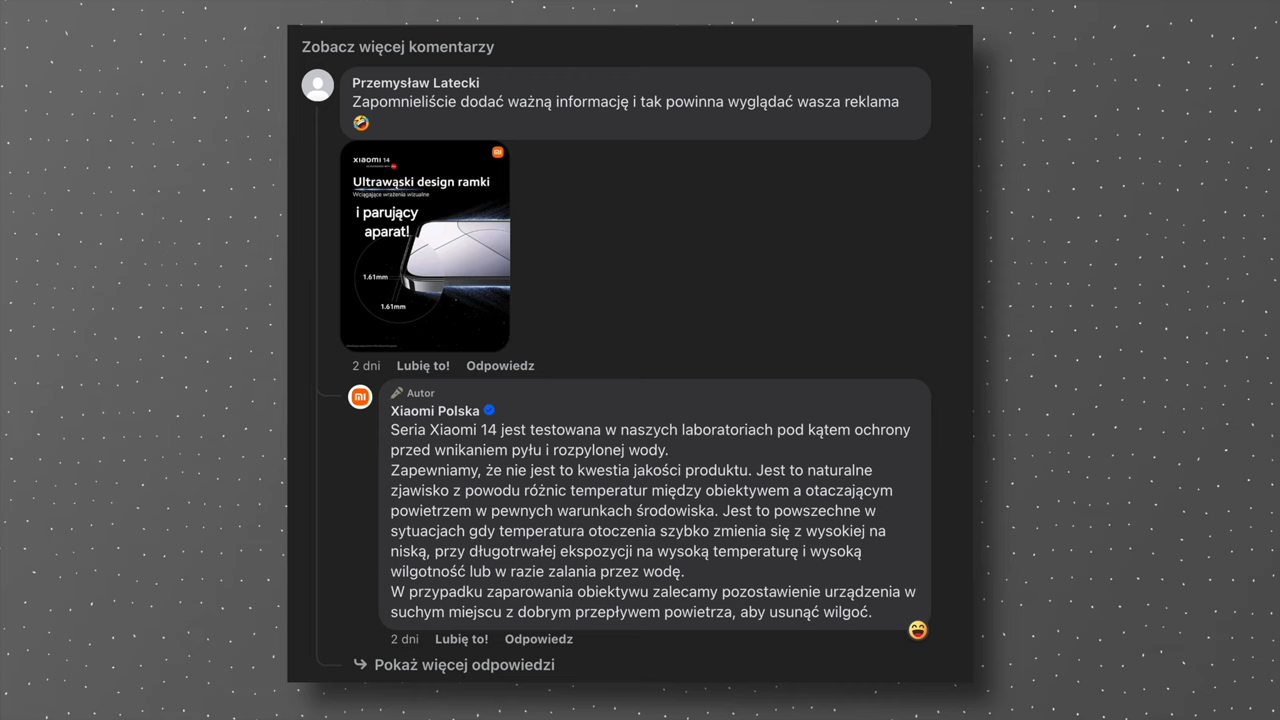 Zobacz więcej komentarzy
Przemysław Latecki
Zapomnieliście dodać ważną informację i tak powinna wyglądać wasza reklama
xiaomi 14
Ultrawąski design ramki
Wciągające wrażenia wizualne
i parujący
aparat!
1.61mm
1.61mm
2 dni Lubię to! Odpowiedz
Autor
Xiaomi Polska
Seria Xiaomi 14 jest testowana w naszych laboratoriach pod kątem ochrony
przed wnikaniem pyłu i rozpylonej wody.
Zapewniamy, że nie jest to kwestia jakości produktu. Jest to naturalne
zjawisko z powodu różnic temperatur między obiektywem a otaczającym
powietrzem w pewnych warunkach środowiska. Jest to powszechne w
sytuacjach gdy temperatura otoczenia szybko zmienia się z wysokiej na
niską, przy długotrwałej ekspozycji na wysoką temperaturę i wysoką
wilgotność lub w razie zalania przez wodę.
W przypadku zaparowania obiektywu zalecamy pozostawienie urządzenia w
suchym miejscu z dobrym przepływem powietrza, aby usunąć wilgoć.
2 dni Lubię to! Odpowiedz
Pokaż więcej odpowiedzi